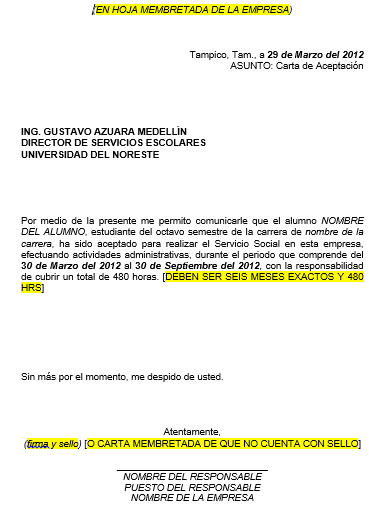 (EN HOJA MEMBRETADA DE LA EMPRESA)
Tampico, Tam., a 29 de Marzo del 2012
ASUNTO: Carta de Aceptación
ING. GUSTAVO AZUARA MEDELLÌN
DIRECTOR DE SERVICIOS ESCOLARES
UNIVERSIDAD DEL NORESTE
Por medio de la presente me permito comunicarle que el alumno NOMBRE
DEL ALUMNO, estudiante del octavo semestre de la carrera de nombre de la
carrera, ha sido aceptado para realizar el Servicio Social en esta empresa,
efectuando actividades administrativas, durante el periodo que comprende del
30 de Marzo del 2012 al 30 de Septiembre del 2012, con la responsabilidad
de cubrir un total de 480 horas. [DEBEN SER SEIS MESES EXACTOS Y 480
HRS]
Sin más por el momento, me despido de usted.
Atentamente,
(firma y sello) [O CARTA MEMBRETADA DE QUE NO CUENTA CON SELLO]
NOMBRE DEL RESPONSABLE
PUESTO DEL RESPONSABLE
NOMBRE DE LA EMPRESA